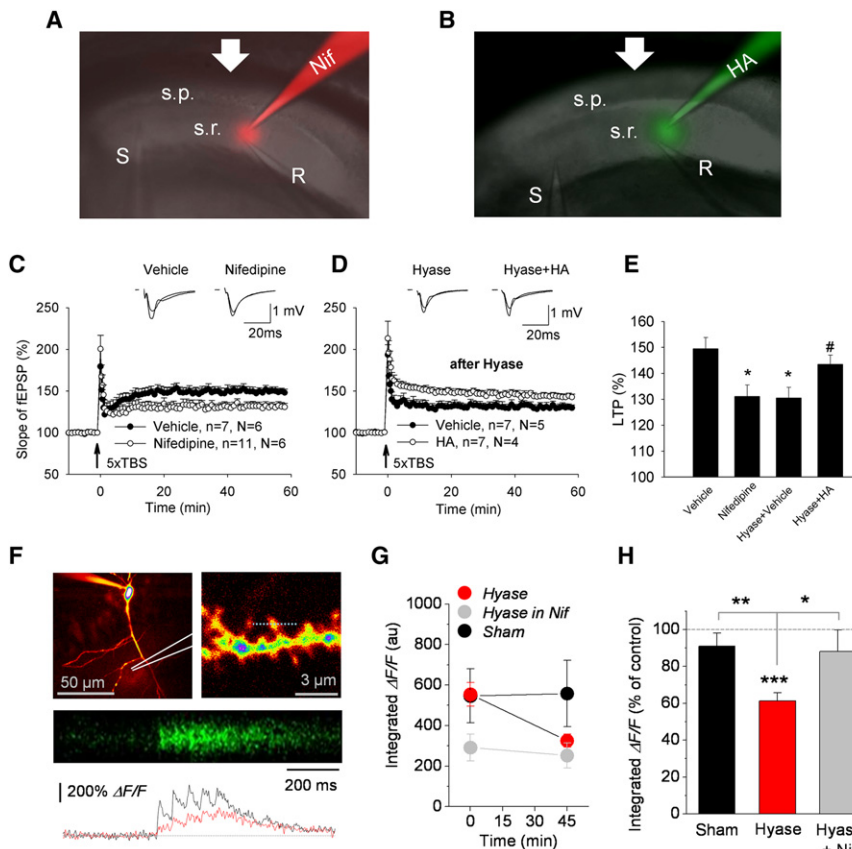 A
B
Nif
HA
s.p.
s.p.
s.r.
s.r.
S
R
S
R
C
D
E
Vehicle
Nifedipine
1 mV
20ms
Slope of fEPSP (%)
250
200
150
100
50
Vehicle, n=7, N=6
Nifedipine, n=11, N=6
5xTBS
0
20
40
60
Time (min)
Hyase
Hyase+HA
1 mV
20ms
250
200
150
100
50
after Hyase
Vehicle, n=7, N=5
HA, n=7, N=4
5xTBS
0
20
40
60
Time (min)
LTP (%)
160
150
140
130
120
110
100
*
*
#
Vehicle
Nifedipine
Hyase+Vehicle
Hyase+HA
F
G
H
50 µm
3 µm
200 ms
200% ΔF/F
Integrated ΔF/F (au)
1000
800
600
400
200
0
Hyase
Hyase in Nif
Sham
0
15
30
45
Time (min)
Integrated ΔF/F (% of control)
100
80
60
40
20
0
**
*
***
Sham
Hyase
Hyas
+ Ni